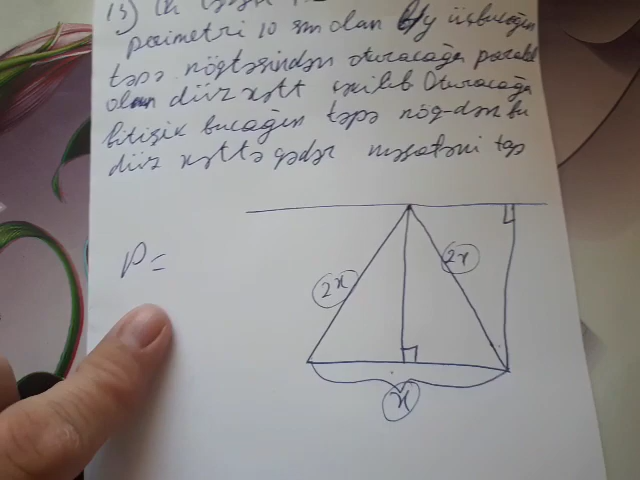 13)
perimetri 10 sm olan b/y üçbucağın
təpə nöqtəsindən oturacağa paralel
olan düz xətt çəkilib Oturacağa
bitişik bucağın təpə nöq-dən bu
düz xəttə qədər məsafəni tap
P=
2x 2x
x